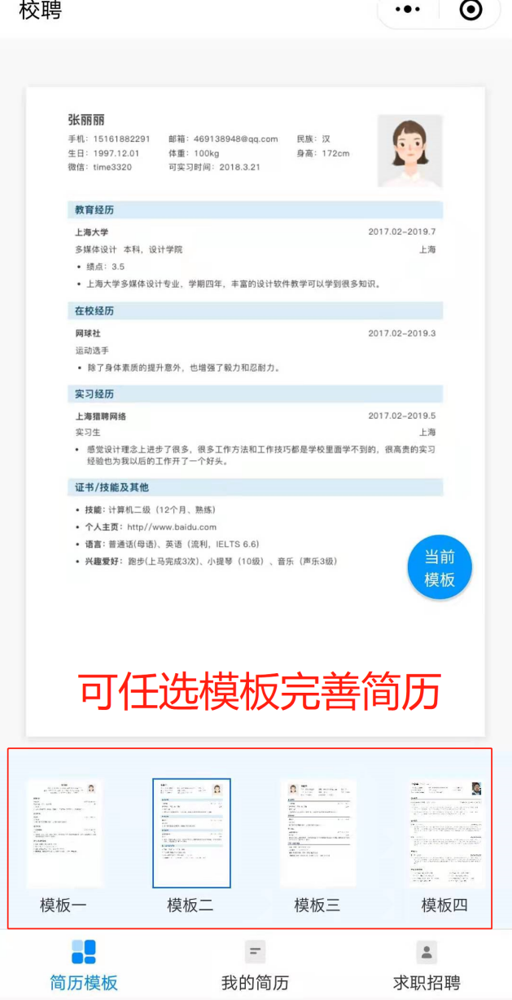 校聘
张丽丽
手机：15161882291 邮箱：469138948@qq.com 民族：汉
生日：1997.12.01 体重：100kg 身高：172cm
微信：time3320 可实习时间：2018.3.21
教育经历
上海大学 2017.02-2019.7
多媒体设计 本科，设计学院 上海
• 绩点：3.5
• 上海大学多媒体设计专业，学期四年，丰富的设计软件教学可以学到很多知识。
在校经历
网球社 2017.02-2019.3
运动选手
• 除了身体素质的提升意外，也增强了毅力和忍耐力。
实习经历
上海猎聘网络 2017.02-2019.5
实习生 上海
• 感觉设计理念上进步了很多，很多工作方法和工作技巧都是学校里面学不到的，很高贵的实习
经验也为我以后的工作开了一个好头。
证书/技能及其他
• 技能：计算机二级（12个月、熟练）
• 个人主页：http//www.baidu.com
• 语言：普通话(母语)、英语（流利，IELTS 6.6）
• 兴趣爱好：跑步(上马完成3次)、小提琴（10级）、音乐（声乐3级）
当前
模板
可任选模板完善简历
模板一 模板二 模板三 模板四
简历模板 我的简历 求职招聘